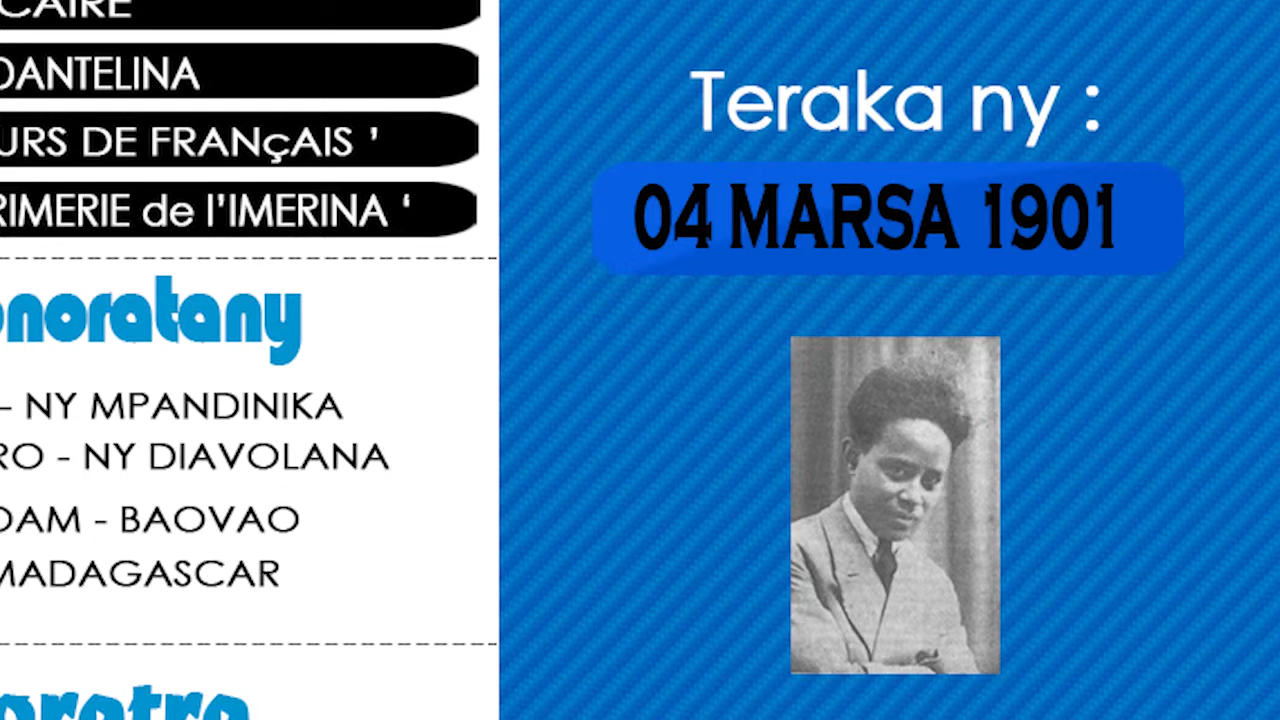 CAIRE
DANTELINA
URS DE FRANçAIS ’
RIMERIE de l’IMERINA ‘
onoratany
– NY MPANDINIKA
RO - NY DIAVOLANA
DAM - BAOVAO
MADAGASCAR
Teraka ny :
04 MARSA 1901